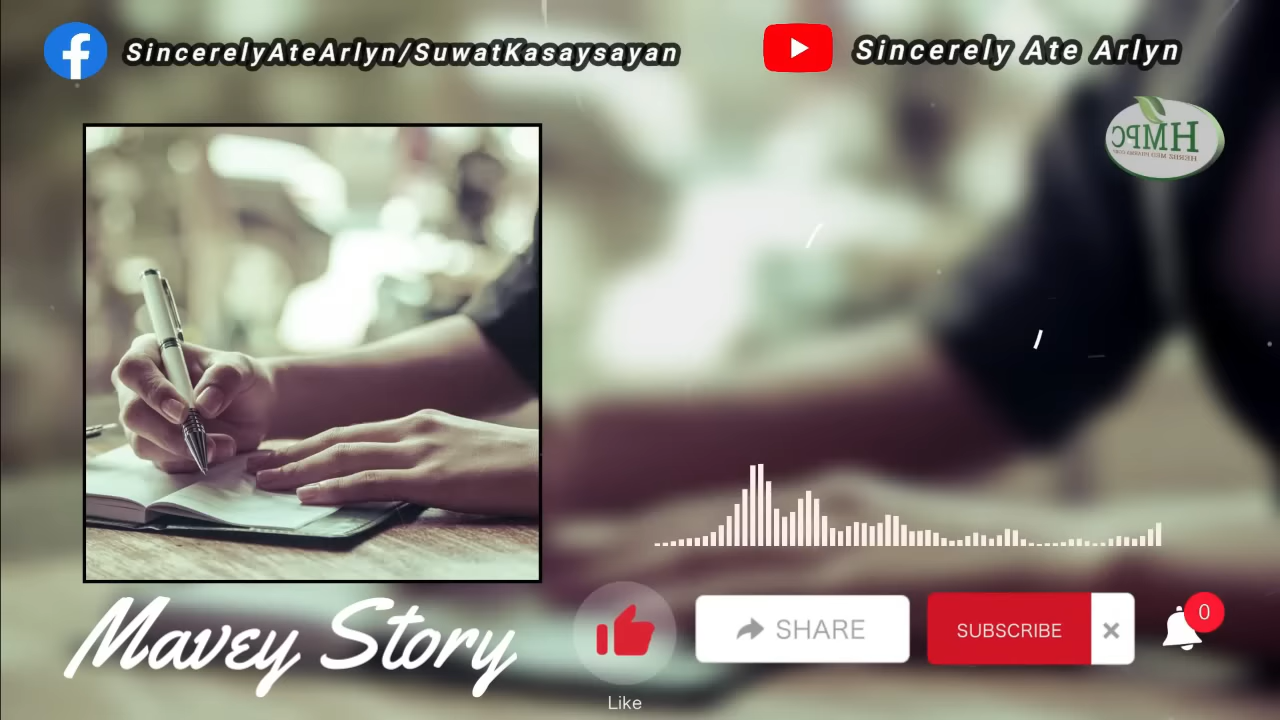 SincerelyAteArlyn/SuwatKasaysayan
Sincerely Ate Arlyn
HMPC
Mavey Story
Like
SHARE
SUBSCRIBE
0